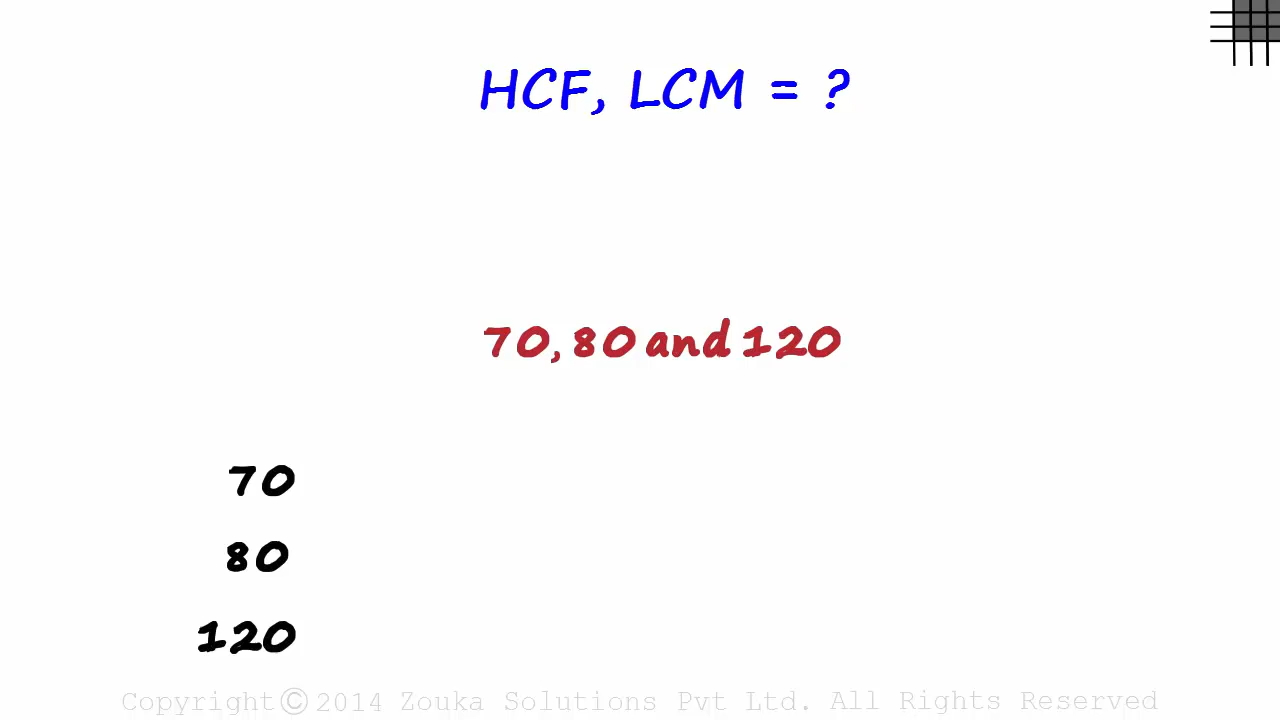 HCF, LCM = ?
70, 80 and 120
70
80
120
Copyright©2014 Zouka Solutions Pvt Ltd. All Rights Reserved